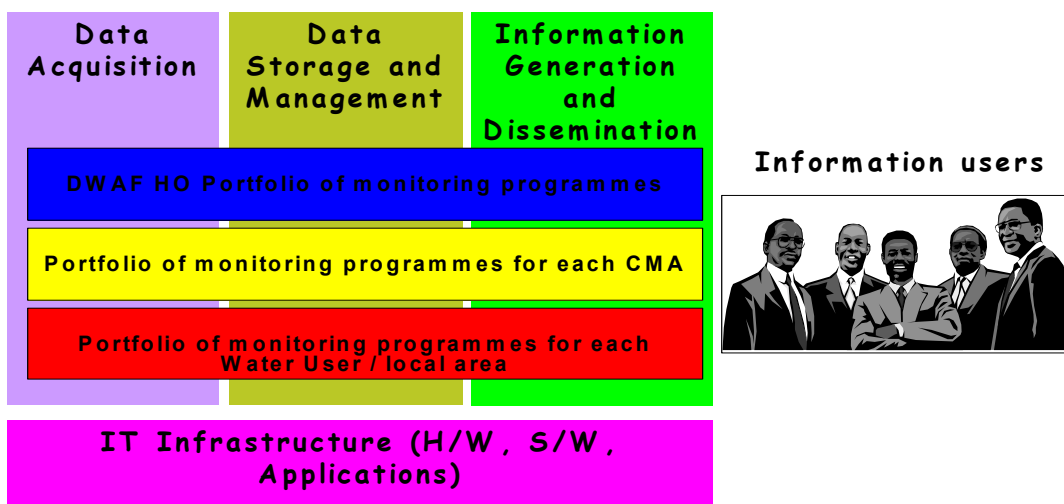 Data
Acquisition
Data
Storage and
Management
Information
Generation
and
Dissemination
DWAF HO Portfolio of monitoring programmes
Portfolio of monitoring programmes for each CMA
Portfolio of monitoring programmes for each
Water User / local area
IT Infrastructure (H/W, S/W,
Applications)
Information users